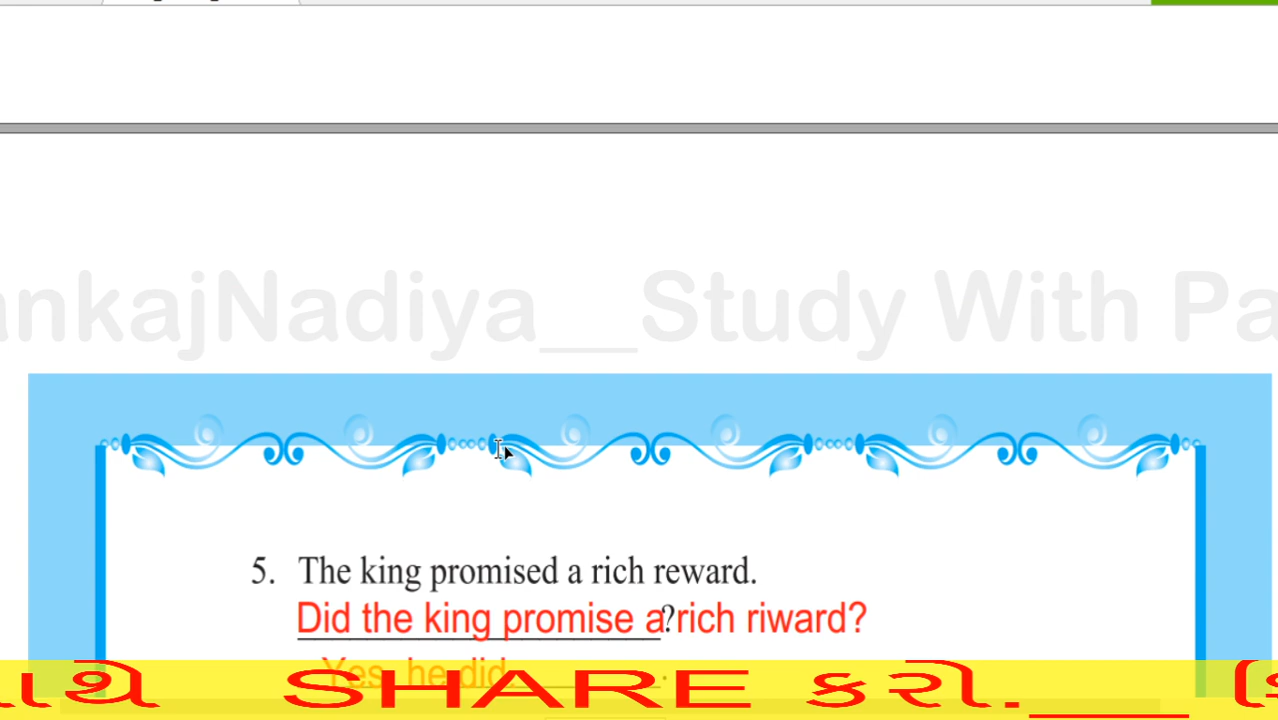 ankajNadiya__Study With Pa
5. The king promised a rich reward.
Did the king promise a?rich riward?
Yes, he did.
ાથે SHARE કરો.____